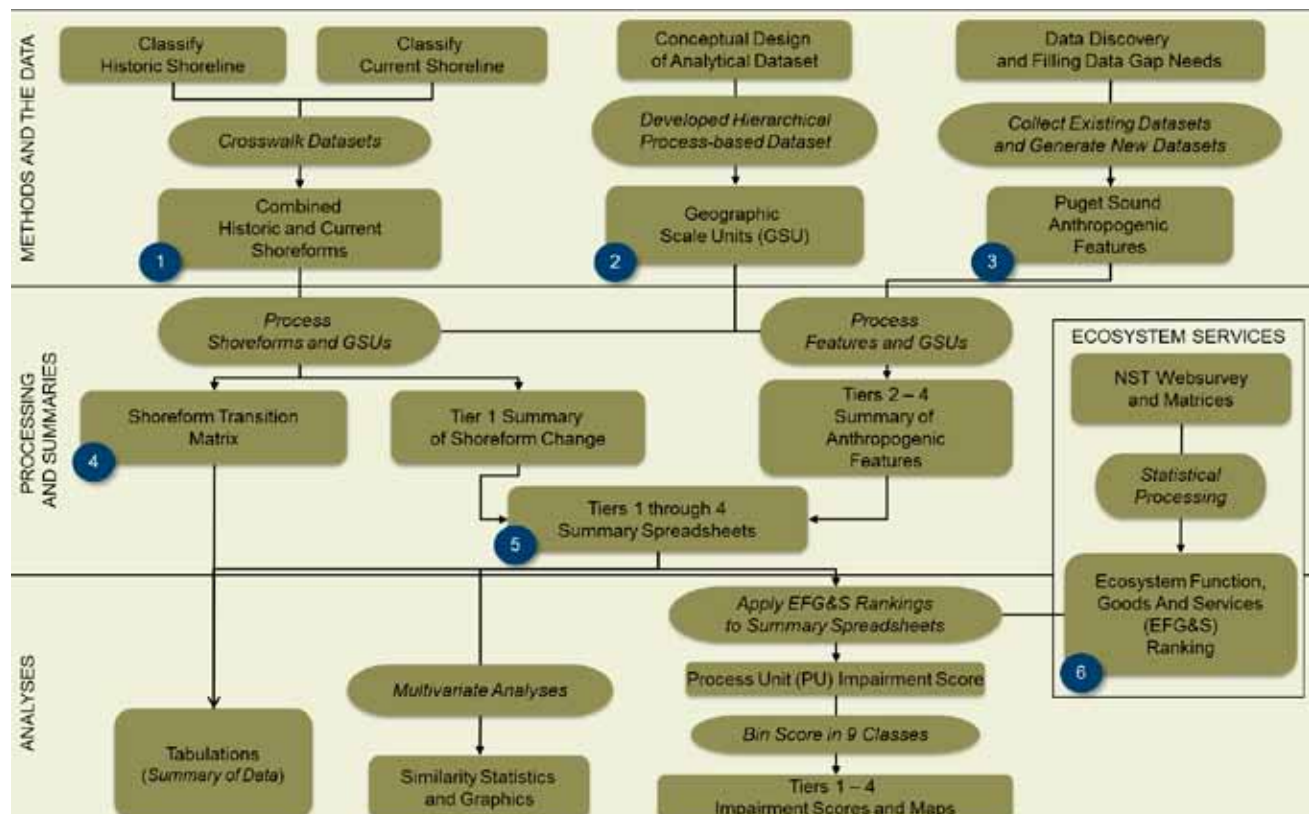 METHODS AND THE DATA
Classify
Historic Shoreline
Classify
Current Shoreline
Conceptual Design
of Analytical Dataset
Data Discovery
and Filling Data Gap Needs
Crosswalk Datasets
Developed Hierarchical
Process-based Dataset
Collect Existing Datasets
and Generate New Datasets
Combined
Historic and Current
Shoreforms
1
Geographic
Scale Units (GSU)
2
Puget Sound
Anthropogenic
Features
3
PROCESSING
AND SUMMARIES
Process
Shoreforms and GSUs
Process
Features and GSUs
ECOSYSTEM SERVICES
NST Websurvey
and Matrices
Shoreform Transition
Matrix
4
Tier 1 Summary
of Shoreform Change
Tiers 2 – 4
Summary of
Anthropogenic
Features
Statistical
Processing
Tiers 1 through 4
Summary Spreadsheets
5
Ecosystem Function,
Goods And Services
(EFG&S)
Ranking
6
ANALYSES
Apply EFG&S Rankings
to Summary Spreadsheets
Process Unit (PU) Impairment Score
Multivariate Analyses
Bin Score in 9 Classes
Tabulations
(Summary of Data)
Similarity Statistics
and Graphics
Tiers 1 – 4
Impairment Scores and Maps